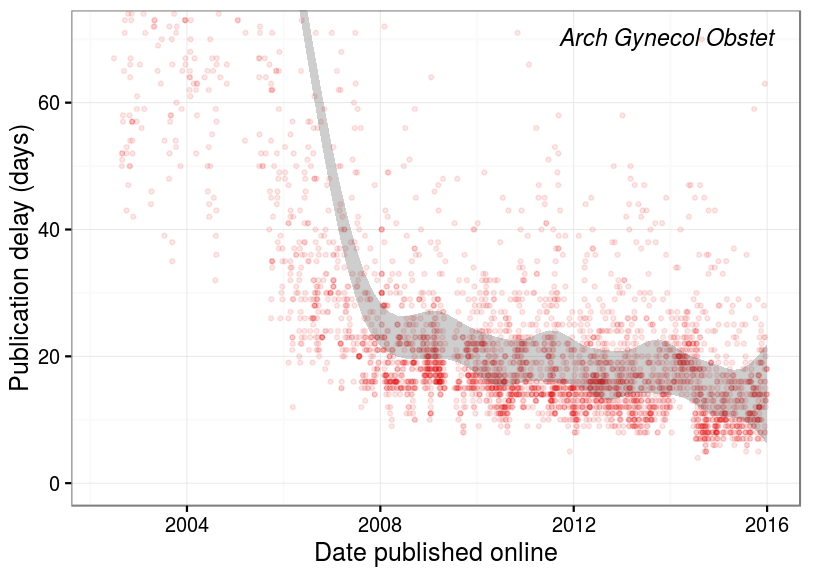 Arch Gynecol Obstet
Publication delay (days)
60
40
20
0
2004 2008 2012 2016
Date published online